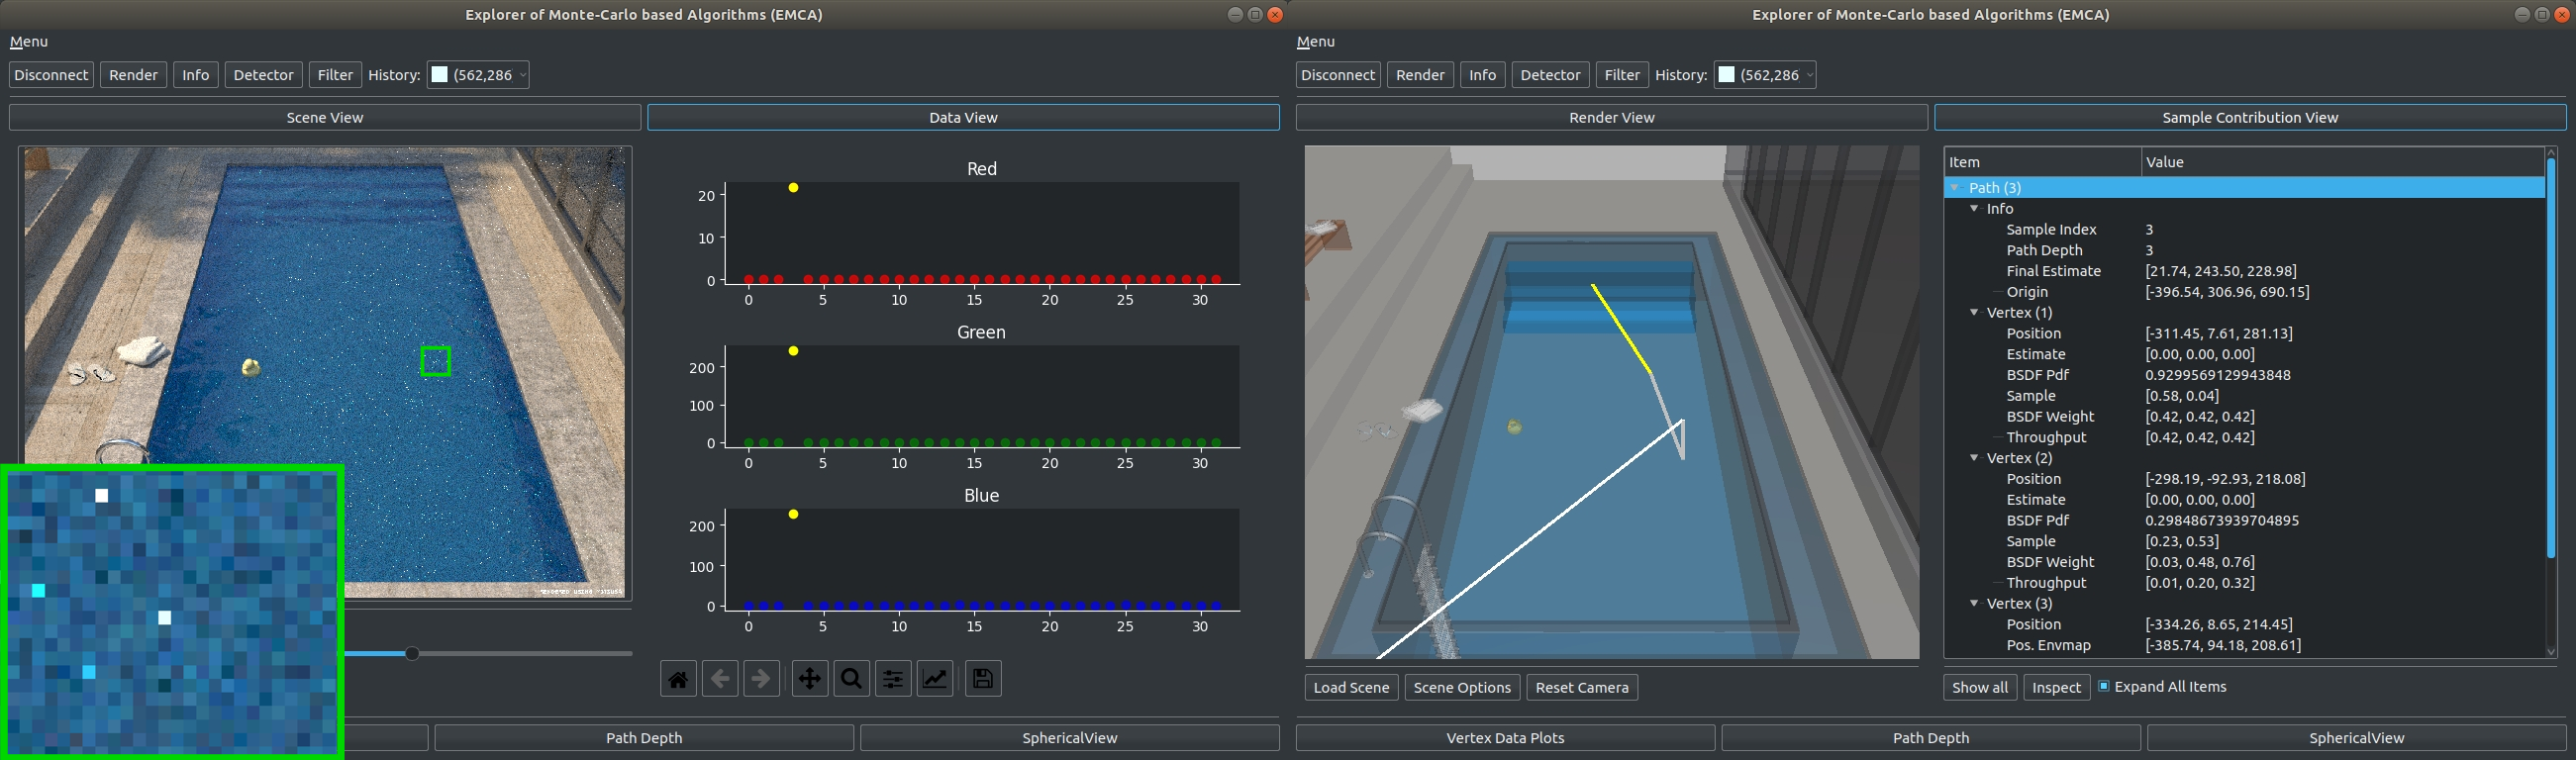 Explorer of Monte-Carlo based Algorithms (EMCA)
Menu
Disconnect Render Info Detector Filter History: (562,286
Scene View Data View
Red
20
10
0
0 5 10 15 20 25 30
Green
200
100
0
0 5 10 15 20 25 30
Blue
200
100
0
0 5 10 15 20 25 30
Path Depth SphericalView
Explorer of Monte-Carlo based Algorithms (EMCA)
Menu
Disconnect Render Info Detector Filter History: (562,286
Render View Sample Contribution View
Item Value
Path (3)
Info
Sample Index 3
Path Depth 3
Final Estimate [21.74, 243.50, 228.98]
Origin [-396.54, 306.96, 690.15]
Vertex (1)
Position [-311.45, 7.61, 281.13]
Estimate [0.00, 0.00, 0.00]
BSDF Pdf 0.9299569129943848
Sample [0.58, 0.04]
BSDF Weight [0.42, 0.42, 0.42]
Throughput [0.42, 0.42, 0.42]
Vertex (2)
Position [-298.19, -92.93, 218.08]
Estimate [0.00, 0.00, 0.00]
BSDF Pdf 0.29848673939704895
Sample [0.23, 0.53]
BSDF Weight [0.03, 0.48, 0.76]
Throughput [0.01, 0.20, 0.32]
Vertex (3)
Position [-334.26, 8.65, 214.45]
Pos. Envmap [-385.74, 94.18, 208.61]
Load Scene Scene Options Reset Camera Show all Inspect Expand All Items
Vertex Data Plots Path Depth SphericalView